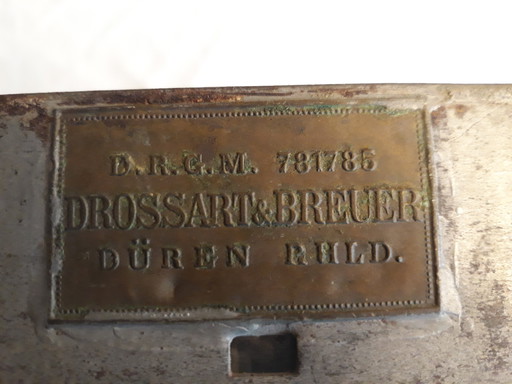 D.R.G.M. 781785
DROSSART & BREUER
DÜREN RHLD.